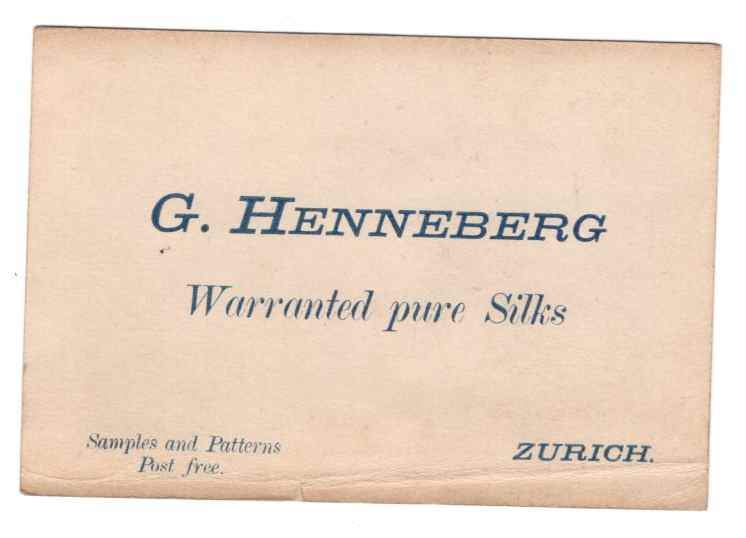 G. HENNEBERG
Warranted pure Silks
Samples and Patterns
Post free.
ZURICH.